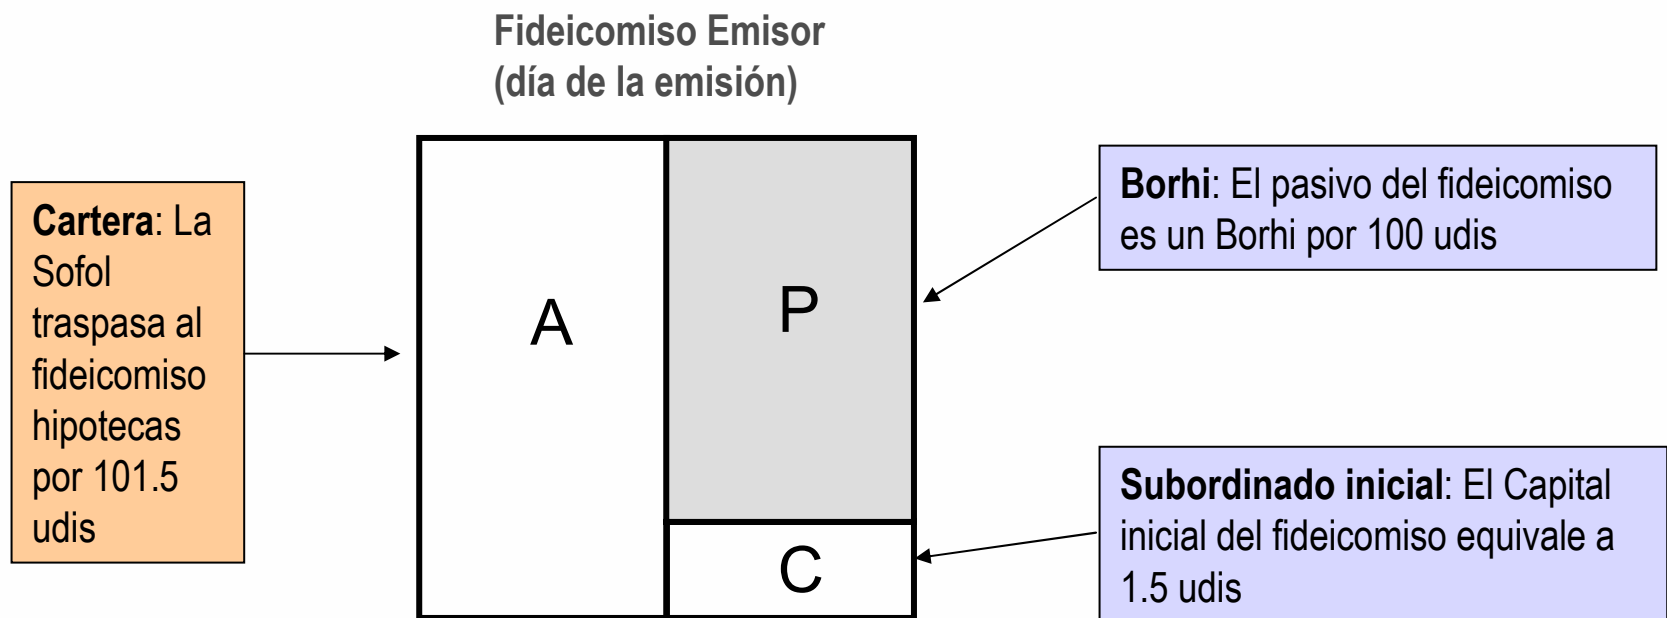 Fideicomiso Emisor
(día de la emisión)
Cartera: La
Sofol
traspasa al
fideicomiso
hipotecas
por 101.5
udis
A
P
C
Borhi: El pasivo del fideicomiso
es un Borhi por 100 udis
Subordinado inicial: El Capital
inicial del fideicomiso equivale a
1.5 udis